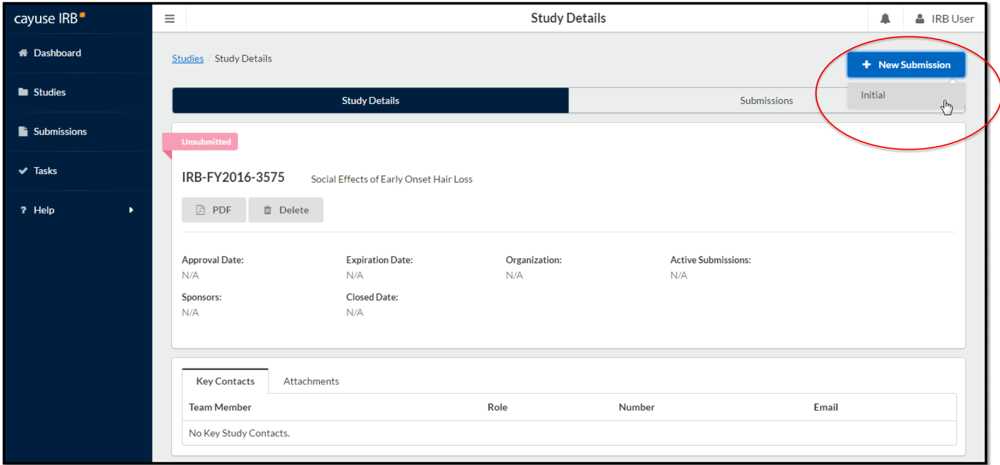 cayuse IRB
Study Details
IRB User
Dashboard
Studies
Submissions
Tasks
? Help
Studies / Study Details
+ New Submission
Initial
Study Details
Submissions
Unsubmitted
IRB-FY2016-3575 Social Effects of Early Onset Hair Loss
PDF
Delete
Approval Date: Expiration Date: Organization: Active Submissions:
N/A N/A N/A N/A
Sponsors: Closed Date:
N/A N/A
Key Contacts Attachments
Team Member Role Number Email
No Key Study Contacts.